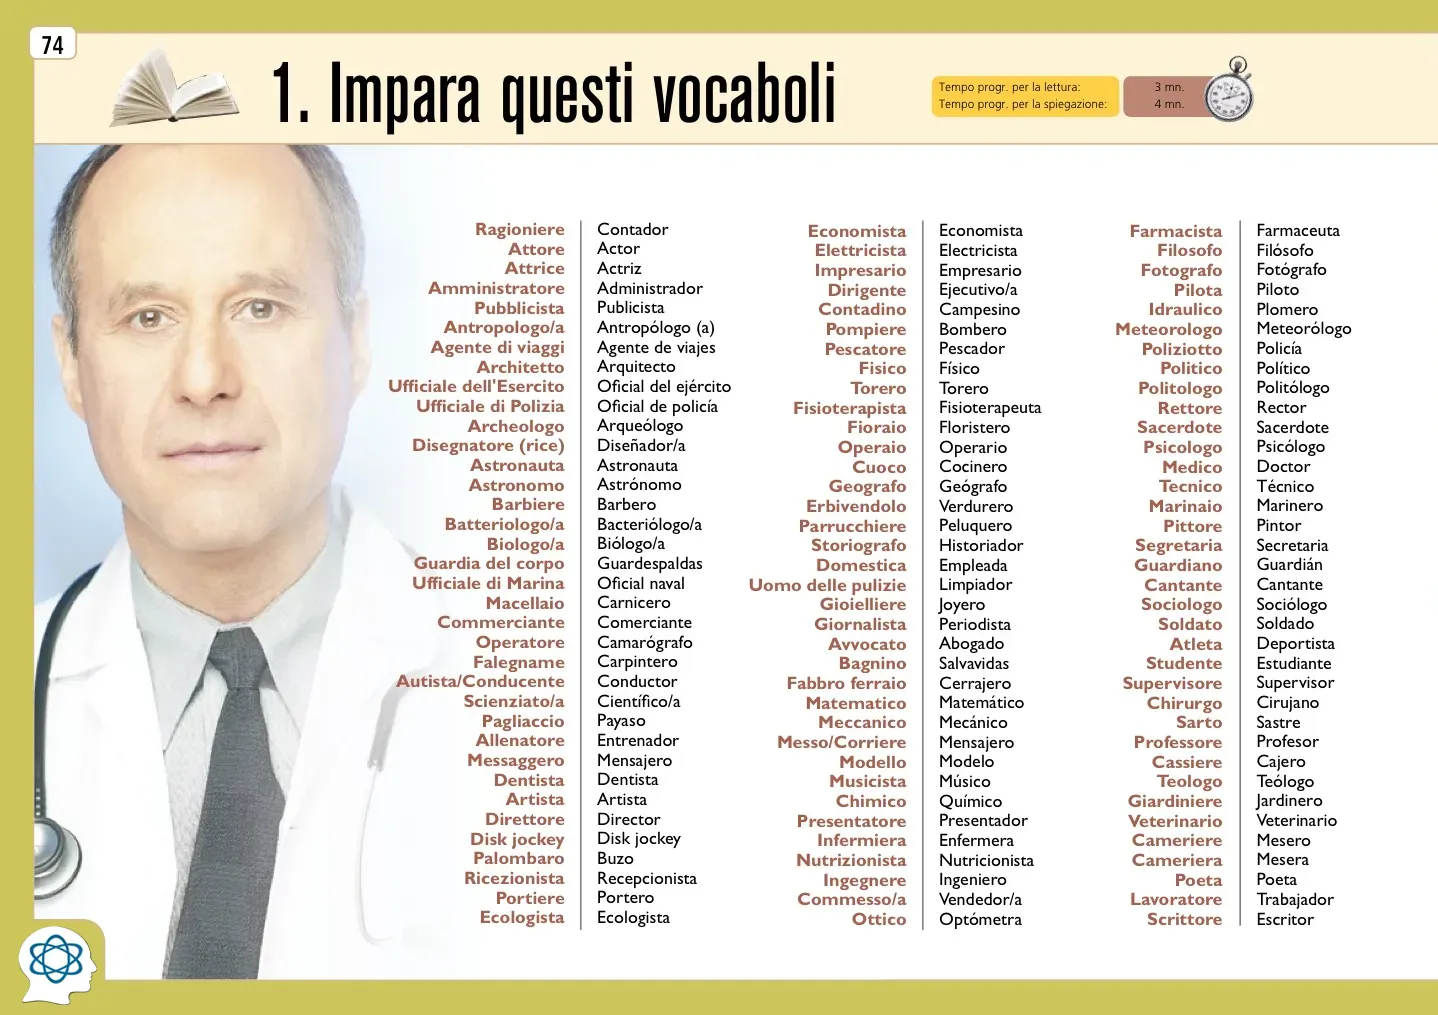 74
1. Impara questi vocaboli
Tempo progr. per la lettura: 3 mn.
Tempo progr. per la spiegazione: 4 mn.
Ragioniere Contador
Attore Actor
Attrice Actriz
Amministratore Administrador
Pubblicista Publicista
Antropologo/a Antropólogo (a)
Agente di viaggi Agente de viajes
Architetto Arquitecto
Ufficiale dell'Esercito Oficial del ejército
Ufficiale di Polizia Oficial de policía
Archeologo Arqueólogo
Disegnatore (rice) Diseñador/a
Astronauta Astronauta
Astronomo Astrónomo
Barbiere Barbero
Batteriologo/a Bacteriólogo/a
Biologo/a Biólogo/a
Guardia del corpo Guardespaldas
Ufficiale di Marina Oficial naval
Macellaio Carnicero
Commerciante Comerciante
Operatore Camarógrafo
Falegname Carpintero
Autista/Conducente Conductor
Scienziato/a Científico/a
Pagliaccio Payaso
Allenatore Entrenador
Messaggero Mensajero
Dentista Dentista
Artista Artista
Direttore Director
Disk jockey Disk jockey
Palombaro Buzo
Ricezionista Recepcionista
Portiere Portero
Ecologista Ecologista
Economista Economista
Elettricista Electricista
Impresario Empresario
Dirigente Ejecutivo/a
Contadino Campesino
Pompiere Bombero
Pescatore Pescador
Fisico Físico
Torero Torero
Fisioterapista Fisioterapeuta
Fioraio Floristero
Operaio Operario
Cuoco Cocinero
Geografo Geógrafo
Erbivendolo Verdurero
Parrucchiere Peluquero
Storiografo Historiador
Domestica Empleada
Uomo delle pulizie Limpiador
Gioielliere Joyero
Giornalista Periodista
Avvocato Abogado
Bagnino Salvavidas
Fabbro ferraio Cerrajero
Matematico Matemático
Meccanico Mecánico
Messo/Corriere Mensajero
Modello Modelo
Musicista Músico
Chimico Químico
Presentatore Presentador
Infermiera Enfermera
Nutrizionista Nutricionista
Ingegnere Ingeniero
Commesso/a Vendedor/a
Ottico Optómetra
Farmacista Farmaceuta
Filosofo Filósofo
Fotografo Fotógrafo
Pilota Piloto
Idraulico Plomero
Meteorologo Meteorólogo
Poliziotto Policía
Politico Político
Politologo Politólogo
Rettore Rector
Sacerdote Sacerdote
Psicologo Psicólogo
Medico Doctor
Tecnico Técnico
Marinaio Marinero
Pittore Pintor
Segretaria Secretaria
Guardiano Guardián
Cantante Cantante
Sociologo Sociólogo
Soldato Soldado
Atleta Deportista
Studente Estudiante
Supervisore Supervisor
Chirurgo Cirujano
Sarto Sastre
Professore Profesor
Cassiere Cajero
Teologo Teólogo
Giardiniere Jardinero
Veterinario Veterinario
Cameriere Mesero
Cameriera Mesera
Poeta Poeta
Lavoratore Trabajador
Scrittore Escritor